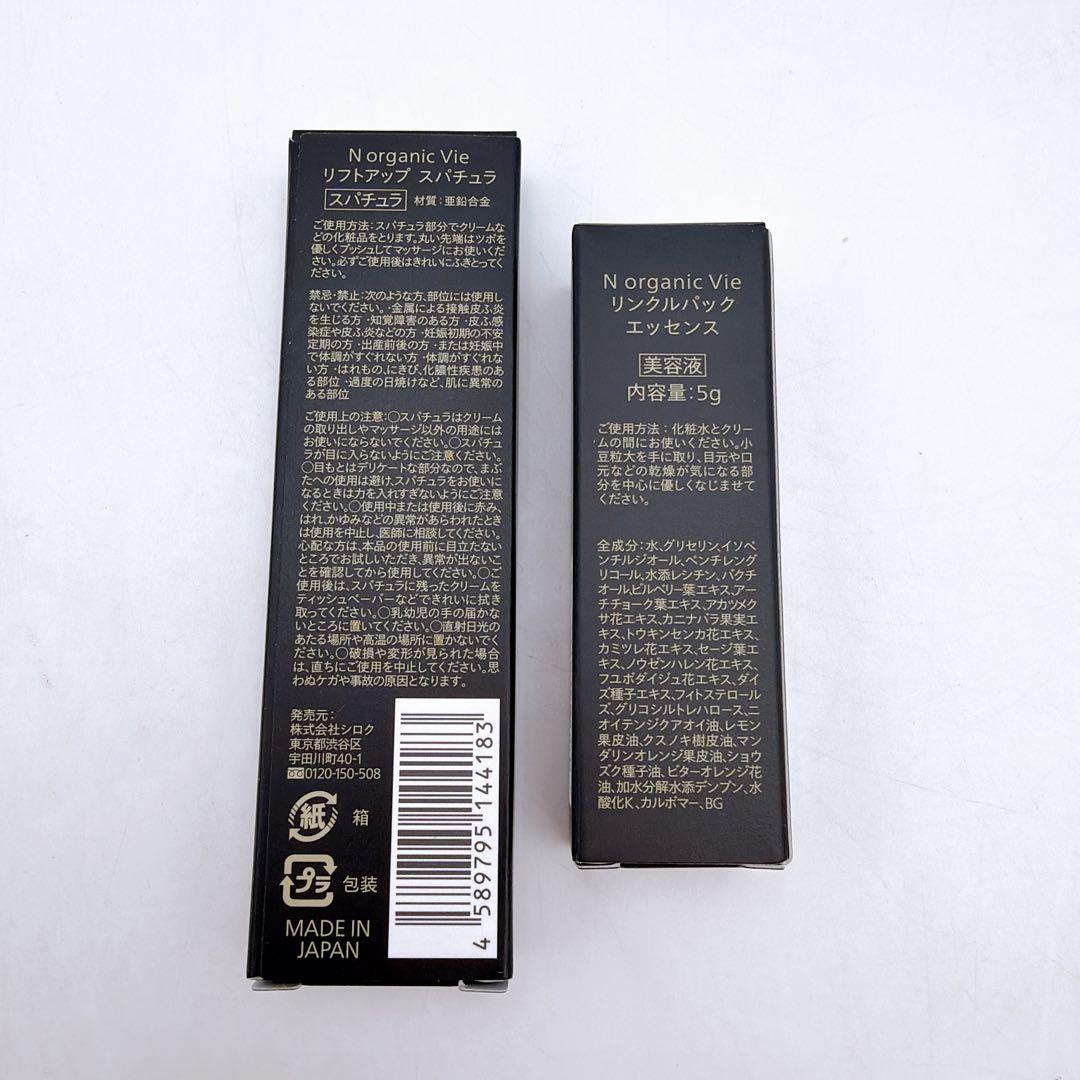 N organic Vie
リフトアップ スパチュラ
スパチュラ 材質：亜鉛合金
ご使用方法：スパチュラ部分でクリームな
どの化粧品をとります。丸い先端はツボを
優しくプッシュしてマッサージにお使いくだ
さい。必ずご使用後はきれいにふきとってく
ださい。
禁忌・禁止：次のような方、部位には使用し
ないでください。・金属による接触皮ふ炎
を生じる方 ・知覚障害のある方 ・皮ふ感
染症や皮ふ炎などの方 ・妊娠初期の不安
定期の方 ・出産前後の方 ・または妊娠中
で体調がすぐれない方 ・体調がすぐれな
い方 ・はれもの、にきび、化膿性疾患のあ
る部位 ・過度の日焼けなど、肌に異常の
ある部位
ご使用上の注意：○スパチュラはクリーム
の取り出しやマッサージ以外の用途には
お使いにならないでください。○スパチュ
ラが目に入らないようにご注意ください。
○目もとはデリケートな部分なので、まぶ
たへの使用は避け、スパチュラをお使いに
なるときは力を入れすぎないようにご注意
ください。○使用中または使用後に赤み、
はれ、かゆみなどの異常があらわれたとき
は使用を中止し、医師に相談してください。
心配な方は、本品の使用前に目立たない
ところでお試しいただき、異常が出ないこ
とを確認してから使用してください。○ご
使用後は、スパチュラに残ったクリームを
ティッシュペーパーなどできれいに拭き
取ってください。○乳幼児の手の届かな
いところに置いてください。○直射日光の
あたる場所や高温の場所に置かないでく
ださい。○破損や変形が見られた場合
は、直ちにご使用を中止してください。思
わぬケガや事故の原因となります。
発売元：
株式会社シロク
東京都渋谷区
宇田川町40-1
0120-150-508
紙 箱
プラ 包装
MADE IN
JAPAN
4 589795 144183
N organic Vie
リンクルパック
エッセンス
美容液
内容量：5g
ご使用方法：化粧水とクリー
ムの間にお使いください。小
豆粒大を手に取り、目元や口
元などの乾燥が気になる部
分を中心に優しくなじませて
ください。
全成分：水、グリセリン、イソペ
ンチルジオール、ペンチレング
リコール、水添レシチン、バクチ
オール、ビルベリー葉エキス、アー
チチョーク葉エキス、アカツメク
サ花エキス、カニナバラ果実エ
キス、トウキンセンカ花エキス、
カミツレ花エキス、セージ葉エ
キス、ノウゼンハレン花エキス、
フユボダイジュ花エキス、ダイ
ズ種子エキス、フィトステロール
ズ、グリコシルトレハロース、ニ
オイテンジクアオイ油、レモン
果皮油、クスノキ樹皮油、マン
ダリンオレンジ果皮油、ショウ
ズク種子油、ビターオレンジ花
油、加水分解水添デンプン、水
酸化K、カルボマー、BG